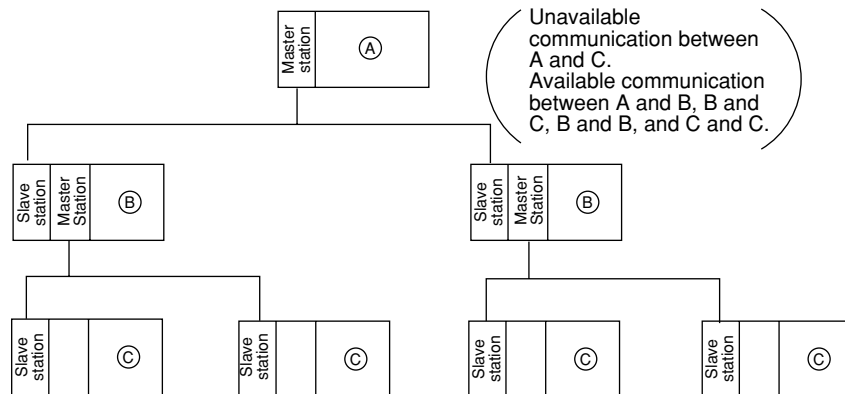 Master
station
Ⓐ
Unavailable
communication between
A and C.
Available communication
between A and B, B and
C, B and B, and C and C.
Slave
station
Master
Station
Ⓑ
Slave
station
Master
Station
Ⓑ
Slave
station
Ⓒ
Slave
station
Ⓒ
Slave
station
Ⓒ
Slave
station
Ⓒ